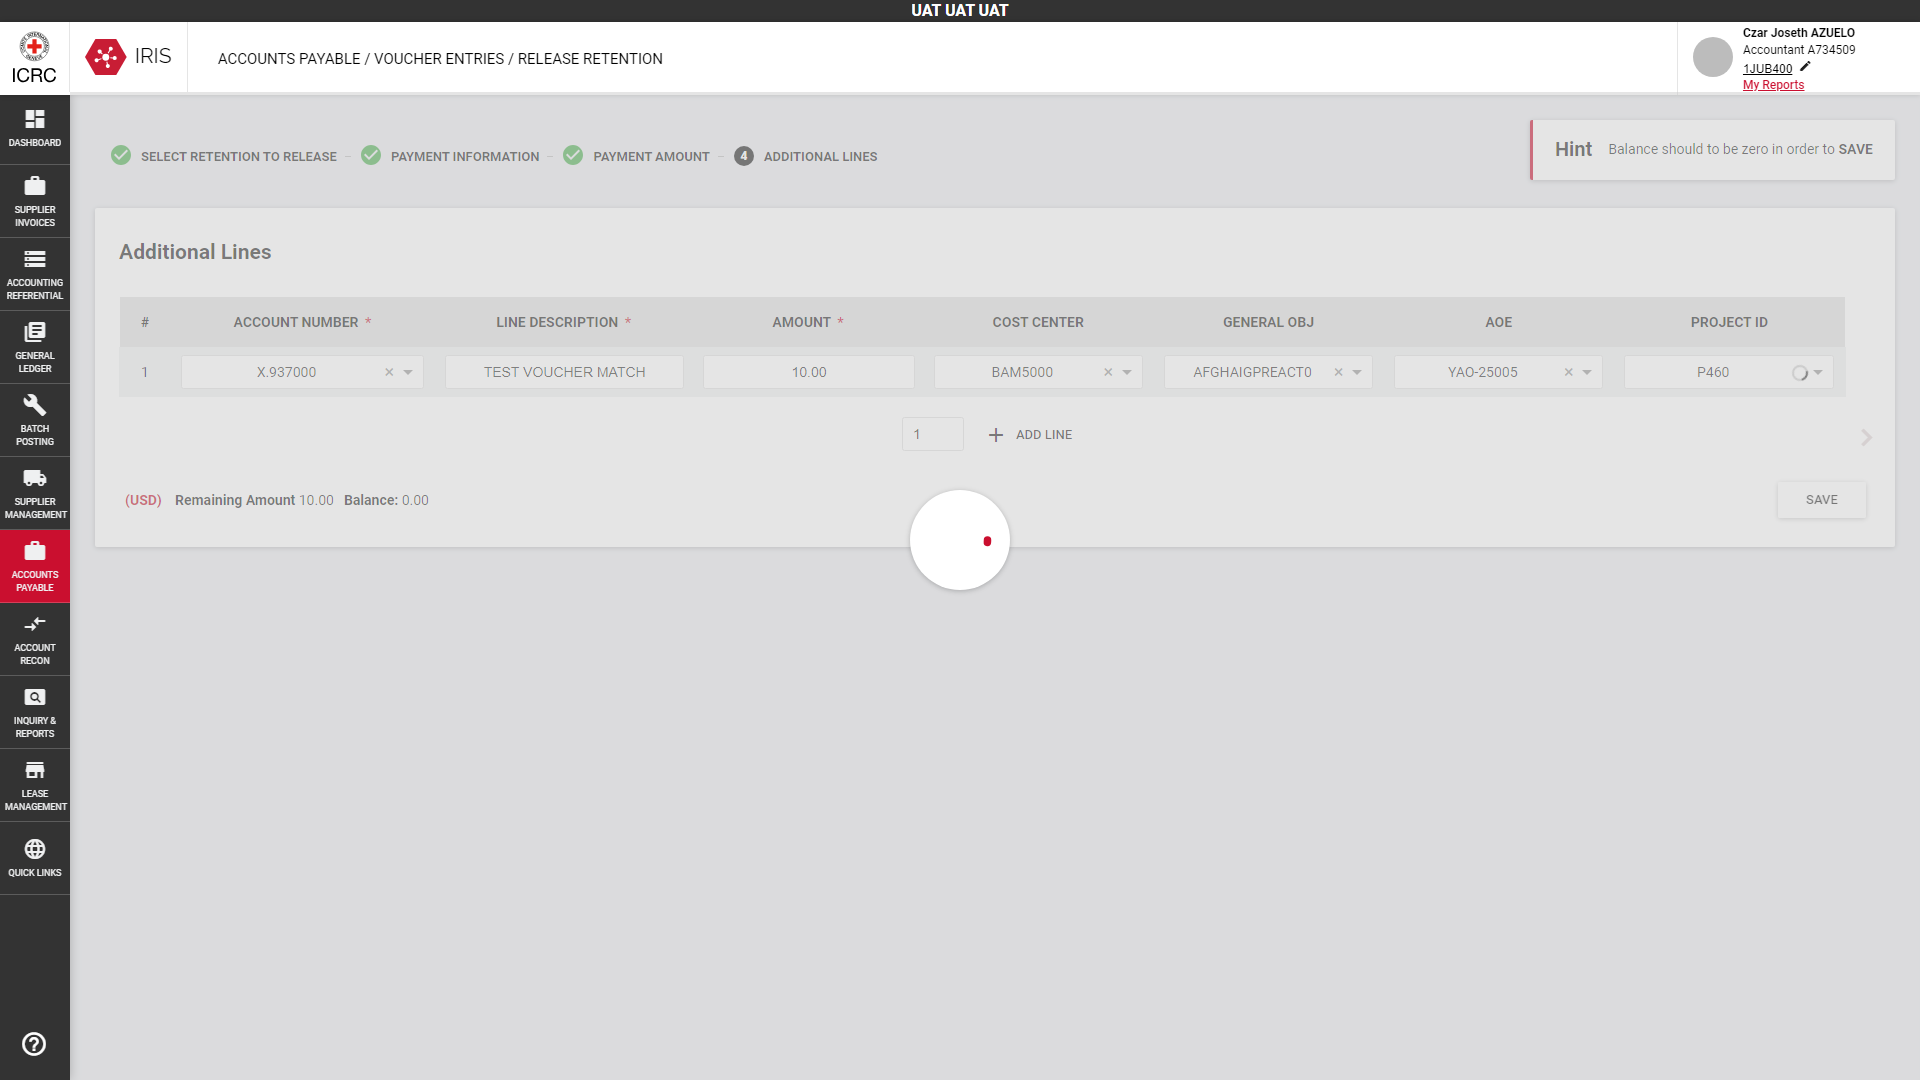 UAT UAT UAT
ICRC
IRIS
ACCOUNTS PAYABLE / VOUCHER ENTRIES / RELEASE RETENTION
Czar Joseth AZUELO
Accountant A734509
1JUB400
My Reports
DASHBOARD
SUPPLIER
INVOICES
ACCOUNTING
REFERENTIAL
GENERAL
LEDGER
BATCH
POSTING
SUPPLIER
MANAGEMENT
ACCOUNTS
PAYABLE
ACCOUNT
RECON
INQUIRY &
REPORTS
LEASE
MANAGEMENT
QUICK LINKS
SELECT RETENTION TO RELEASE
PAYMENT INFORMATION
PAYMENT AMOUNT
4 ADDITIONAL LINES
Hint Balance should to be zero in order to SAVE
Additional Lines
# ACCOUNT NUMBER * LINE DESCRIPTION * AMOUNT * COST CENTER GENERAL OBJ AOE PROJECT ID
1 X.937000 × TEST VOUCHER MATCH 10.00 BAM5000 × AFGHAIGPREACT0 × YAO-25005 × P460
1 + ADD LINE
(USD) Remaining Amount 10.00 Balance: 0.00
SAVE